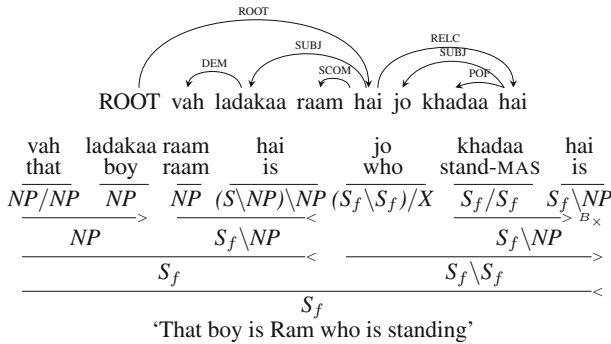 ROOT
RELC
SUBJ
SUBJ
DEM
SCOM
POF
ROOT vah ladakaa raam hai jo khadaa hai
vah ladakaa raam hai jo khadaa hai
that boy raam is who stand-MAS is
NP/NP NP NP (S\NP)\NP (S_f\S_f)/X S_f/S_f S_f\NP
> < > B×
NP S_f\NP S_f\NP
< >
S_f S_f\S_f
<
S_f
‘That boy is Ram who is standing’